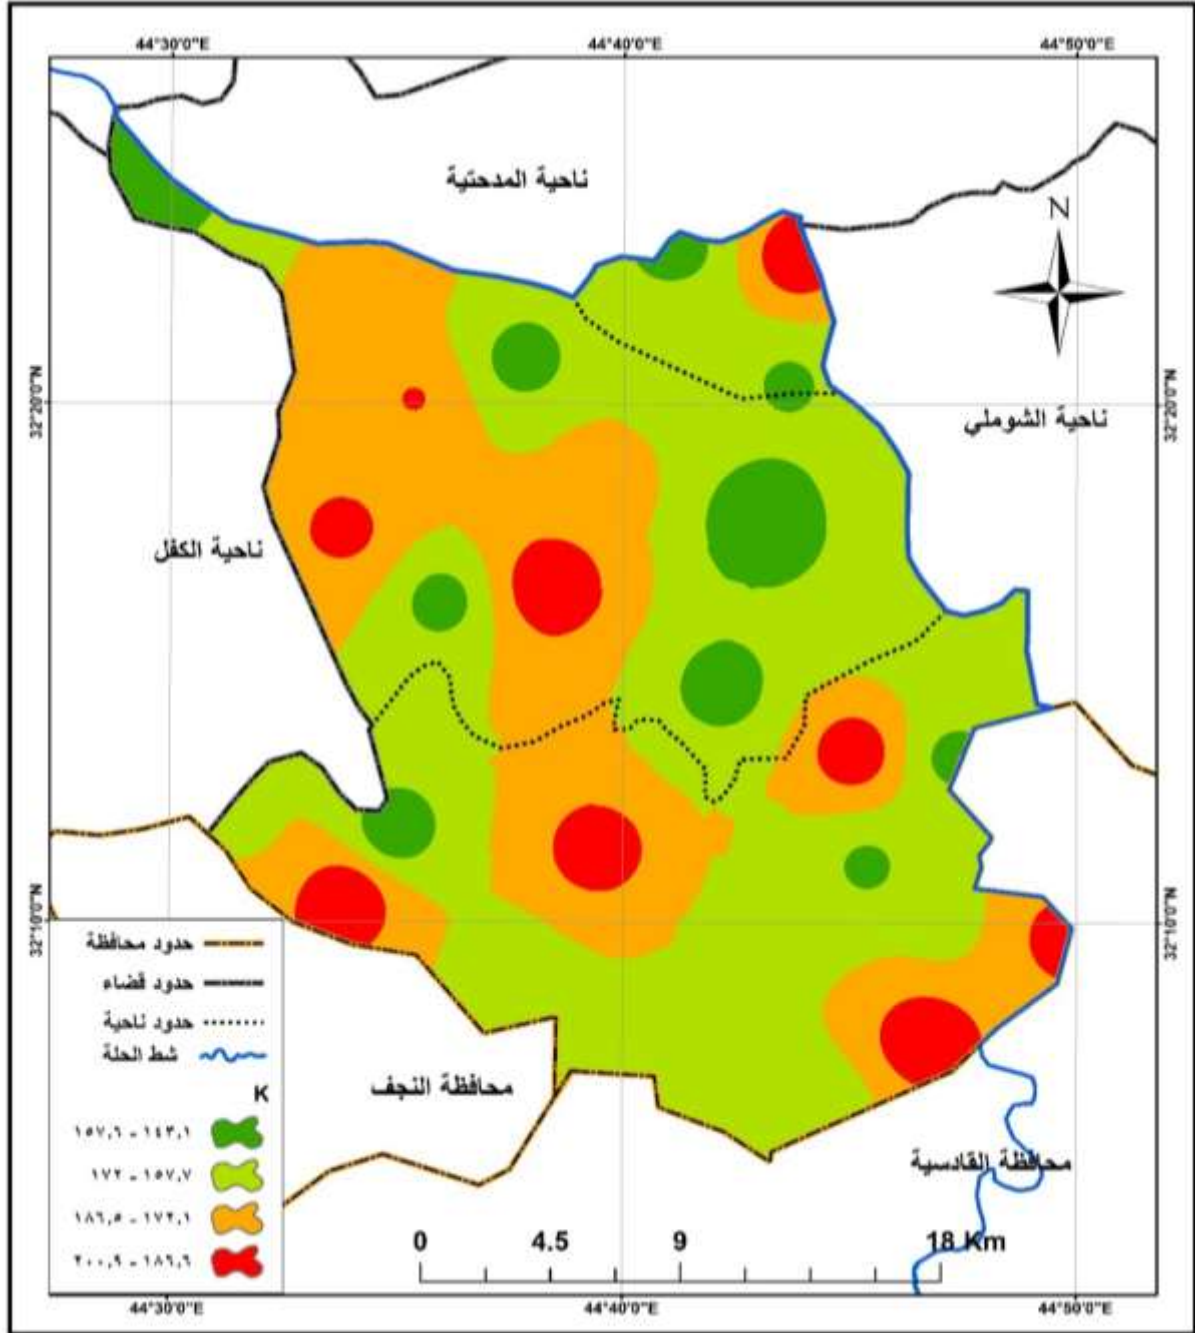 44°30'0"E
44°40'0"E
44°50'0"E
ناحية المدحتية
N
32°20'0"N
32°20'0"N
ناحية الشوملي
ناحية الكفل
32°10'0"N
32°10'0"N
حدود محافظة
حدود قضاء
حدود ناحية
شط الحلة
محافظة النجف
K
١٤٣,١ - ١٥٧,٦
١٥٧,٧ - ١٧٢
محافظة القادسية
١٧٢,١ - ١٨٦,٥
١٨٦,٦ - ٢٠٠,٩
0 4.5 9 18 Km
44°30'0"E
44°40'0"E
44°50'0"E